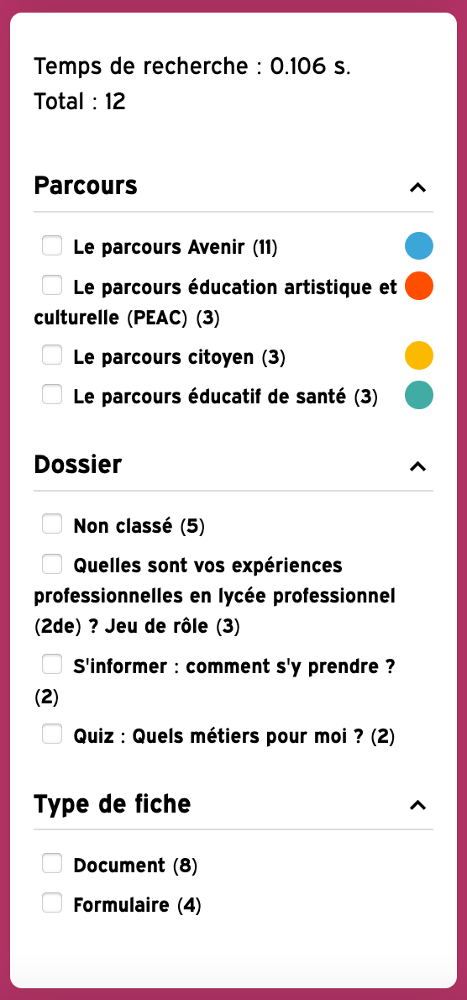 Temps de recherche : 0.106 s.
Total : 12
Parcours
Le parcours Avenir (11)
Le parcours éducation artistique et
culturelle (PEAC) (3)
Le parcours citoyen (3)
Le parcours éducatif de santé (3)
Dossier
Non classé (5)
Quelles sont vos expériences
professionnelles en lycée professionnel
(2de) ? Jeu de rôle (3)
S'informer : comment s'y prendre ?
(2)
Quiz : Quels métiers pour moi ? (2)
Type de fiche
Document (8)
Formulaire (4)